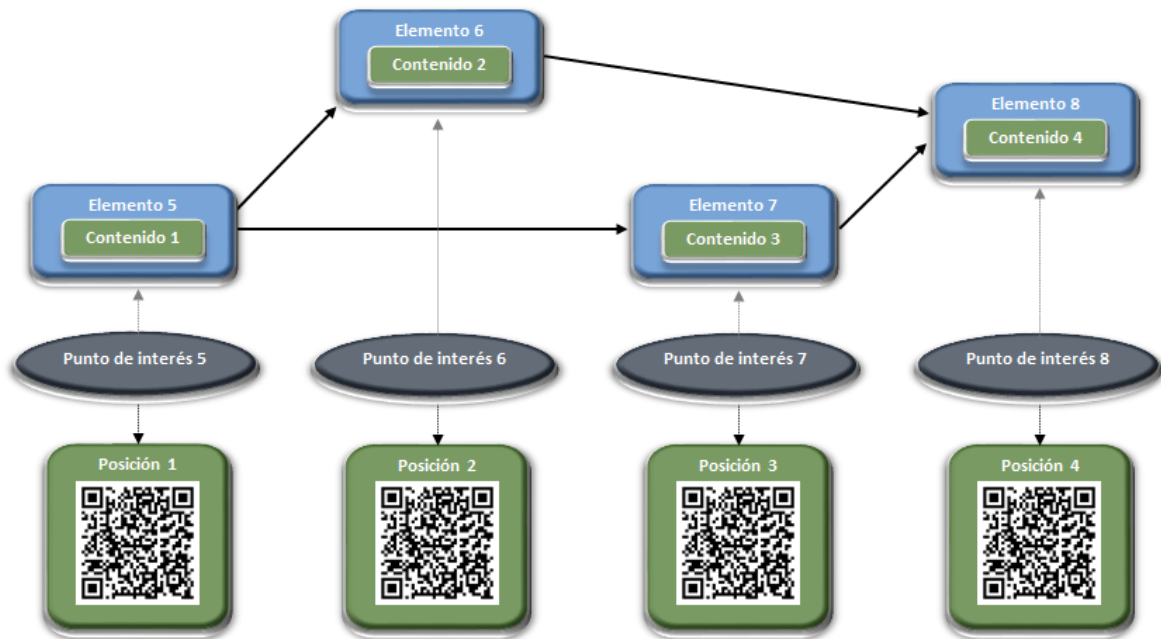 Elemento 6
Contenido 2
Elemento 8
Contenido 4
Elemento 5
Contenido 1
Elemento 7
Contenido 3
Punto de interés 5
Punto de interés 6
Punto de interés 7
Punto de interés 8
Posición 1
Posición 2
Posición 3
Posición 4